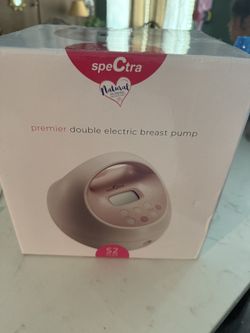 speCtra
Natural
premier double electric breast pump
S2